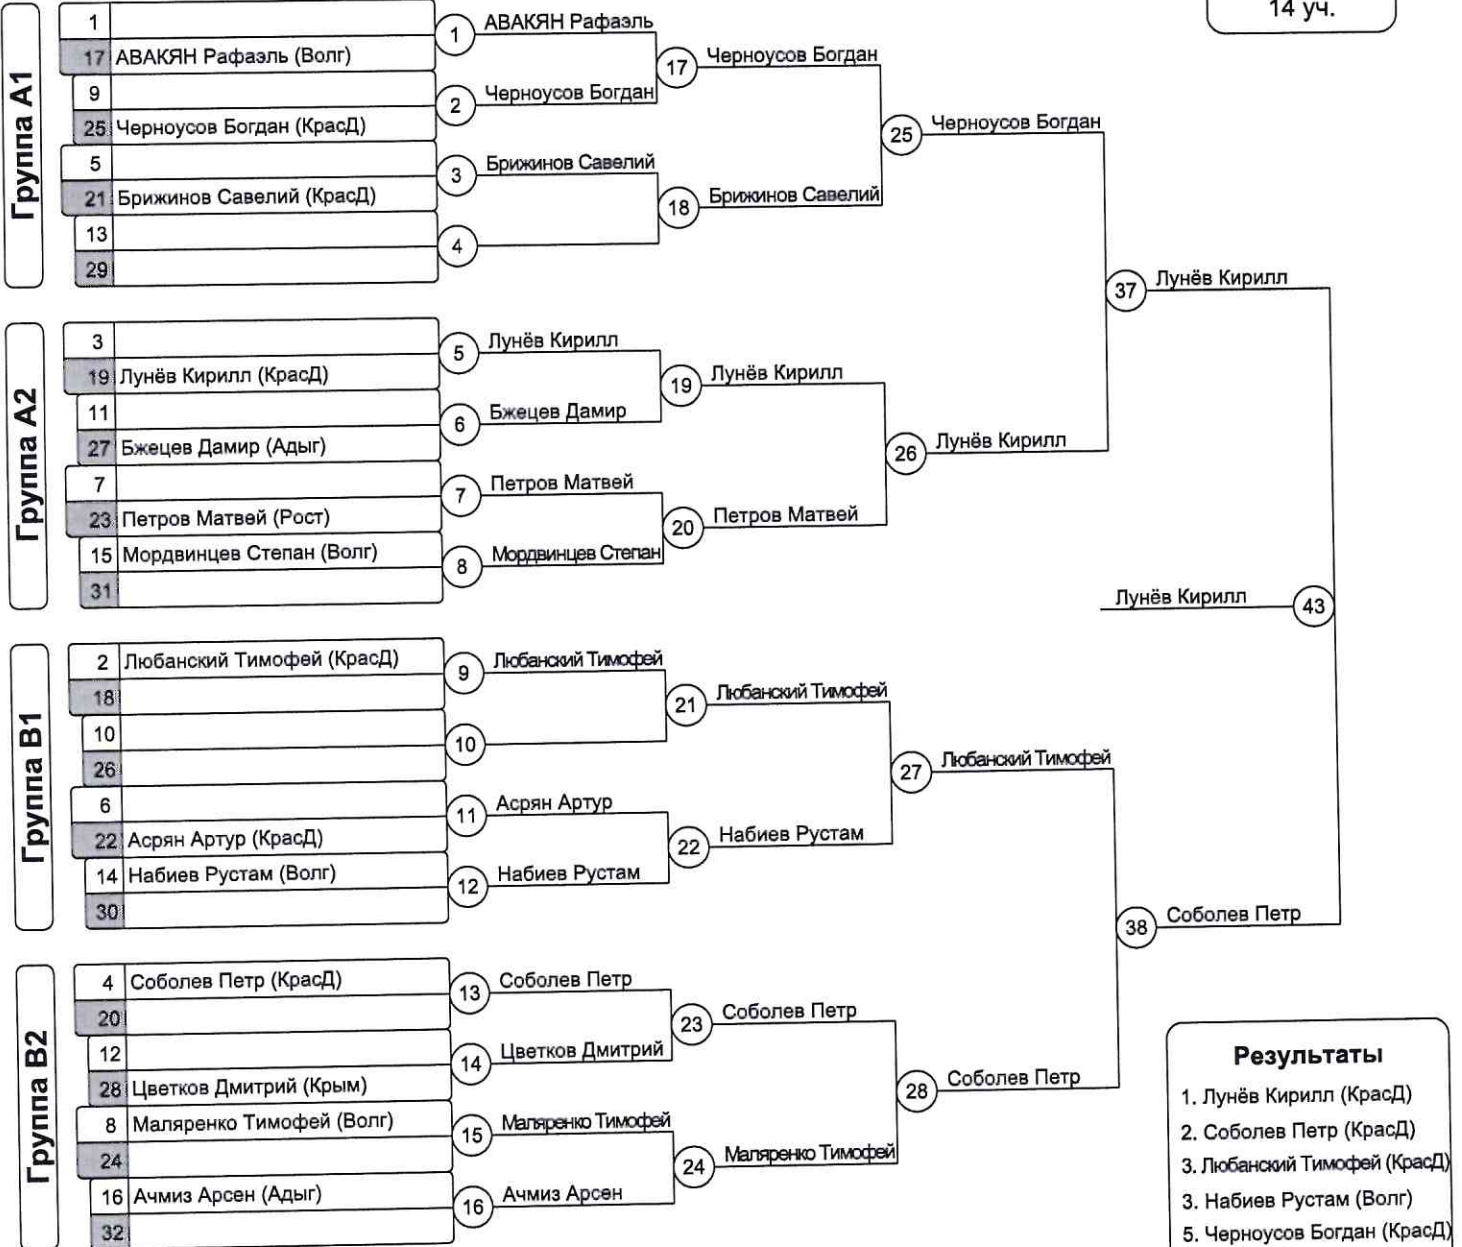 14 уч.
Группа А1
1
17 АВАКЯН Рафаэль (Волг)
9
25 Черноусов Богдан (КрасД)
5
21 Брижинов Савелий (КрасД)
13
29
1 АВАКЯН Рафаэль
2 Черноусов Богдан
3 Брижинов Савелий
4
17 Черноусов Богдан
18 Брижинов Савелий
25 Черноусов Богдан
Группа А2
3
19 Лунёв Кирилл (КрасД)
11
27 Бжецев Дамир (Адыг)
7
23 Петров Матвей (Рост)
15 Мордвинцев Степан (Волг)
31
5 Лунёв Кирилл
6 Бжецев Дамир
7 Петров Матвей
8 Мордвинцев Степан
19 Лунёв Кирилл
20 Петров Матвей
26 Лунёв Кирилл
37 Лунёв Кирилл
Лунёв Кирилл 43
Группа В1
2 Любанский Тимофей (КрасД)
18
10
26
6
22 Асрян Артур (КрасД)
14 Набиев Рустам (Волг)
30
9 Любанский Тимофей
10
11 Асрян Артур
12 Набиев Рустам
21 Любанский Тимофей
22 Набиев Рустам
27 Любанский Тимофей
Группа В2
4 Соболев Петр (КрасД)
20
12
28 Цветков Дмитрий (Крым)
8 Маляренко Тимофей (Волг)
24
16 Ачмиз Арсен (Адыг)
32
13 Соболев Петр
14 Цветков Дмитрий
15 Маляренко Тимофей
16 Ачмиз Арсен
23 Соболев Петр
24 Маляренко Тимофей
28 Соболев Петр
38 Соболев Петр
Результаты
1. Лунёв Кирилл (КрасД)
2. Соболев Петр (КрасД)
3. Любанский Тимофей (КрасД)
3. Набиев Рустам (Волг)
5. Черноусов Богдан (КрасД)